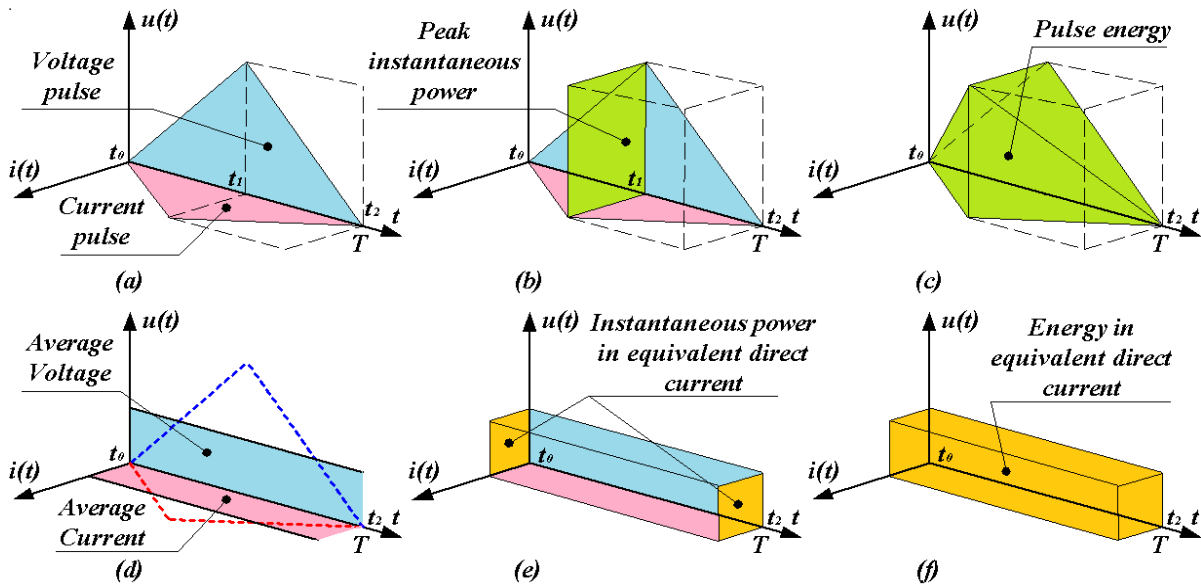 u(t)
Voltage
pulse
i(t)
t₀
t₁
Current
pulse
t₂ t
T
(a)
u(t)
Peak
instantaneous
power
i(t)
t₀
t₁
t₂ t
T
(b)
u(t)
Pulse energy
i(t)
t₀
t₂ t
T
(c)
u(t)
Average
Voltage
i(t)
t₀
Average
Current
t₂ t
T
(d)
u(t)
Instantaneous power
in equivalent direct
current
i(t)
t₀
t₂ t
T
(e)
u(t)
Energy in
equivalent direct
current
i(t)
t₀
t₂ t
T
(f)